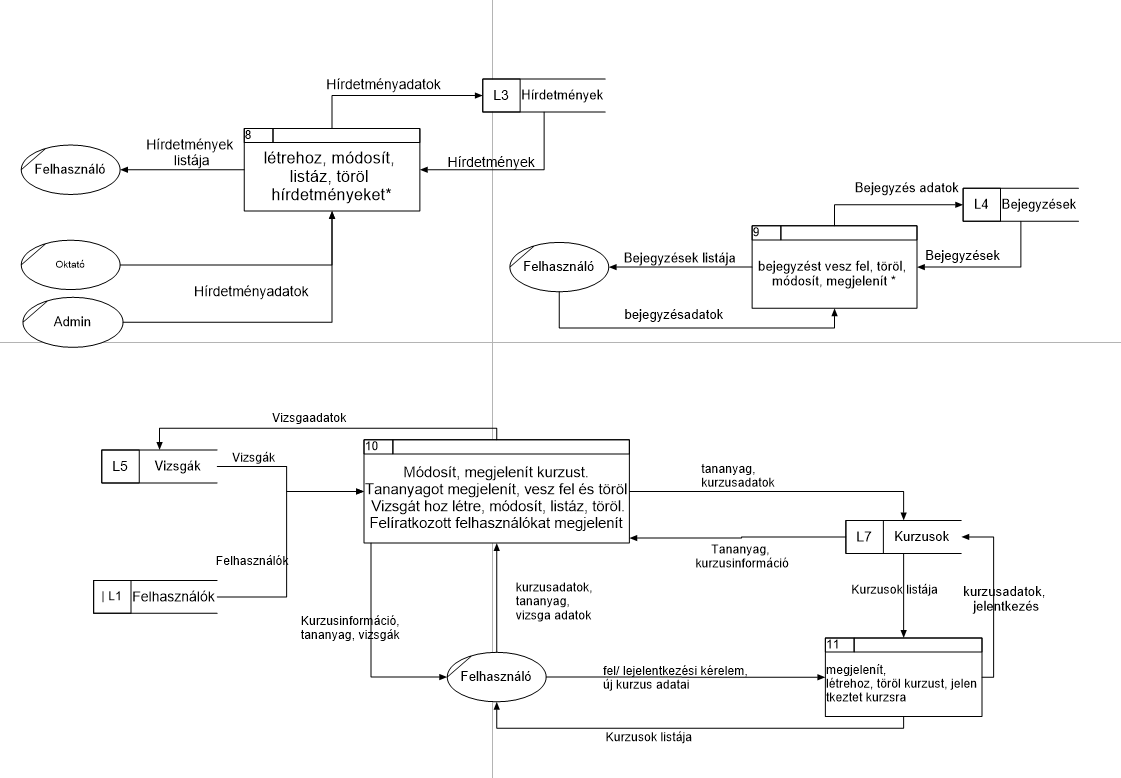 Hírdetményadatok
L3
Hírdetmények
8
létrehoz, módosít,
listáz, töröl
hírdetményeket*
Hírdetmények
listája
Felhasználó
Hírdetmények
Oktató
Hírdetményadatok
Admin
Bejegyzés adatok
L4
Bejegyzések
9
bejegyzést vesz fel, töröl,
módosít, megjelenít *
Bejegyzések listája
Felhasználó
Bejegyzések
bejegyzésadatok
Vizsgaadatok
L5
Vizsgák
Vizsgák
10
Módosít, megjelenít kurzust.
Tananyagot megjelenít, vesz fel és töröl
Vizsgát hoz létre, módosít, listáz, töröl.
Felíratkozott felhasználókat megjelenít
tananyag,
kurzusadatok
L7
Kurzusok
Tananyag,
kurzusinformáció
Felhasználók
| L1
Felhasználók
kurzusadatok,
tananyag,
vizsga adatok
Kurzusok listája
kurzusadatok,
jelentkezés
Kurzusinformáció,
tananyag, vizsgák
Felhasználó
fel/ lejelentkezési kérelem,
új kurzus adatai
11
megjelenít,
létrehoz, töröl kurzust, jelen
tkeztet kurzsra
Kurzusok listája